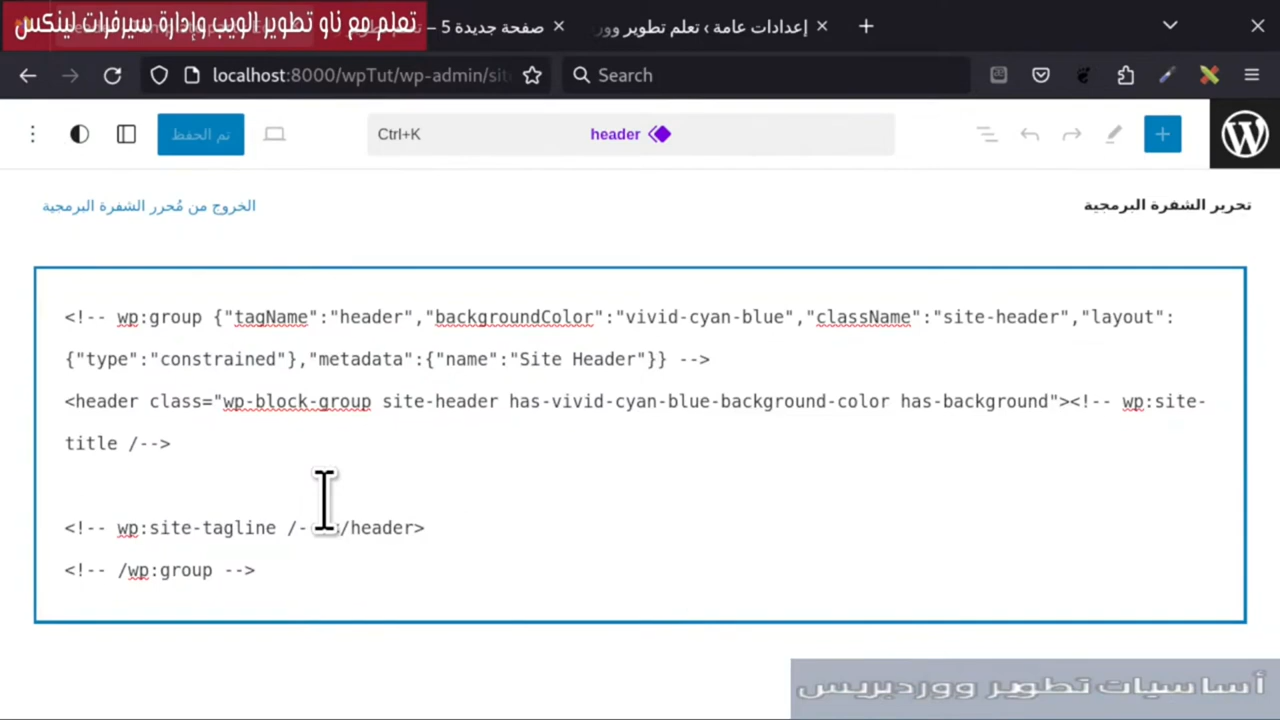 تعلم مع ناو تطوير الويب وإدارة سيرفرات لينكس
صفحة جديدة 5 – تعلم تطوير
إعدادات عامة ‹ تعلم تطوير وور
localhost:8000/wpTut/wp-admin/sit
Search
تم الحفظ
Ctrl+K
header
الخروج من مُحرر الشفرة البرمجية
تحرير الشفرة البرمجية
<!-- wp:group {"tagName":"header","backgroundColor":"vivid-cyan-blue","className":"site-header","layout":
{"type":"constrained"},"metadata":{"name":"Site Header"}} -->
<header class="wp-block-group site-header has-vivid-cyan-blue-background-color has-background"><!-- wp:site-
title /-->
<!-- wp:site-tagline /- /header>
<!-- /wp:group -->
أساسيات تطوير ووردبريس